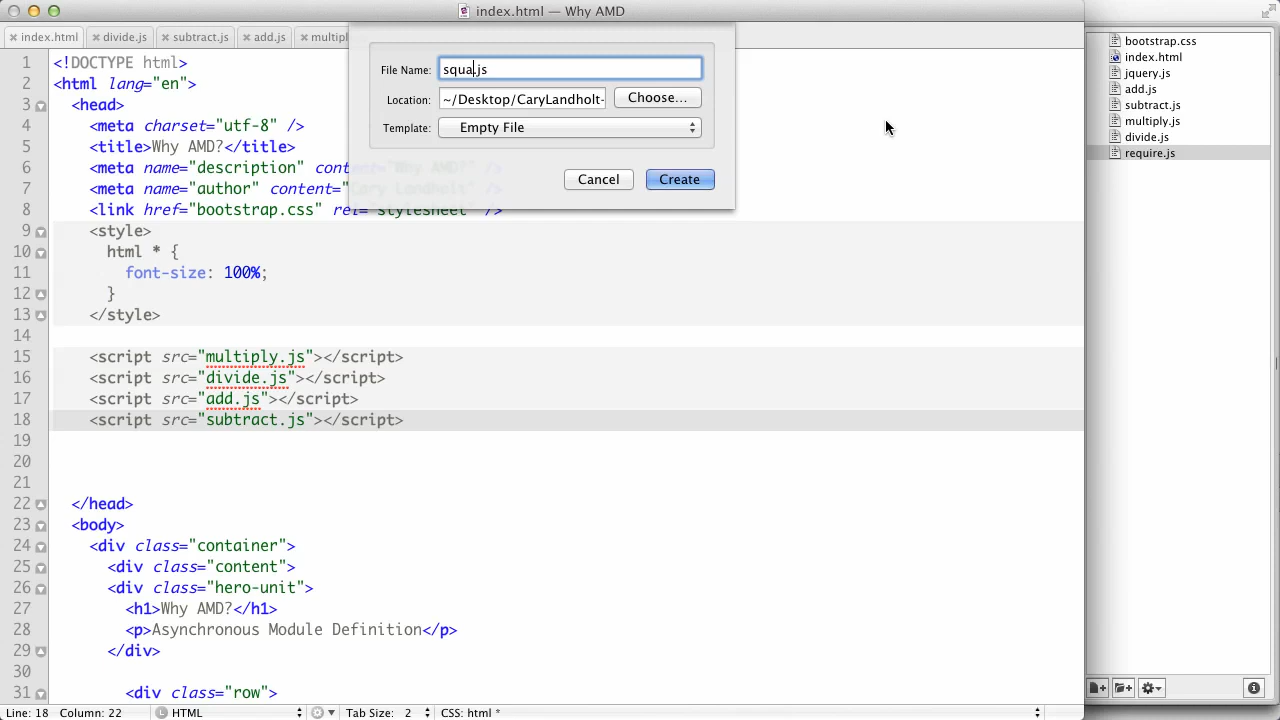 index.html — Why AMD
index.html
divide.js
subtract.js
add.js
multipl
File Name: squa.js
Location: ~/Desktop/CaryLandholt-
Choose...
Template: Empty File
Cancel
Create
1 <!DOCTYPE html>
2 <html lang="en">
3 <head>
4 <meta charset="utf-8" />
5 <title>Why AMD?</title>
6 <meta name="description" content="Why AMD?" />
7 <meta name="author" content="Cary Landholt" />
8 <link href="bootstrap.css" rel="stylesheet" />
9 <style>
10 html * {
11 font-size: 100%;
12 }
13 </style>
14
15 <script src="multiply.js"></script>
16 <script src="divide.js"></script>
17 <script src="add.js"></script>
18 <script src="subtract.js"></script>
19
20
21
22 </head>
23 <body>
24 <div class="container">
25 <div class="content">
26 <div class="hero-unit">
27 <h1>Why AMD?</h1>
28 <p>Asynchronous Module Definition</p>
29 </div>
30
31 <div class="row">
Line: 18 Column: 22
L HTML
Tab Size: 2
CSS: html *
bootstrap.css
index.html
jquery.js
add.js
subtract.js
multiply.js
divide.js
require.js